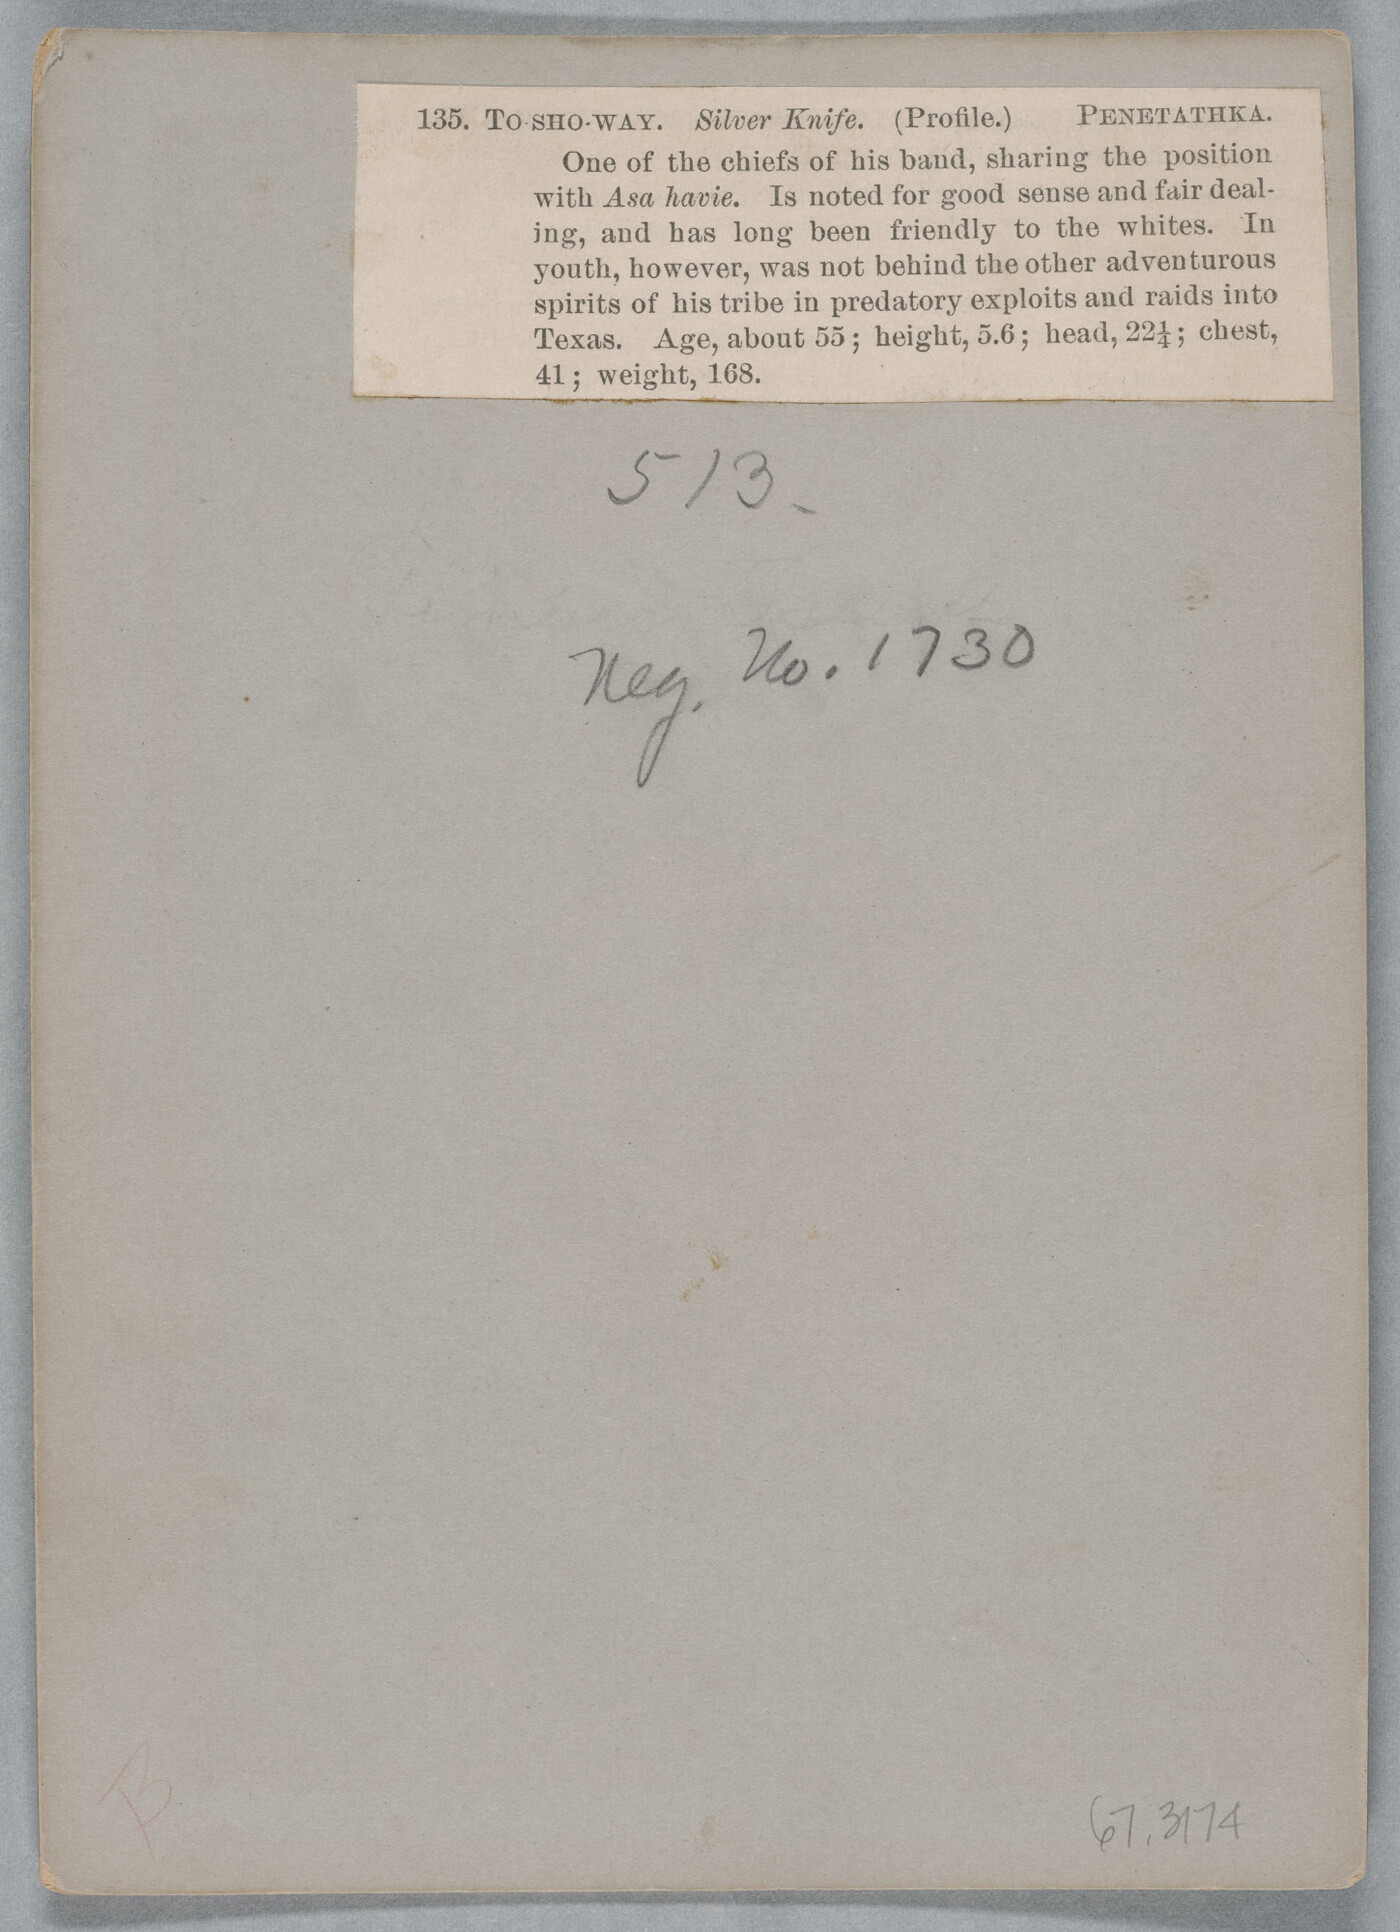 135. TO-SHO-WAY. Silver Knife. (Profile.) PENETATHKA.
One of the chiefs of his band, sharing the position
with Asa havie. Is noted for good sense and fair deal-
ing, and has long been friendly to the whites. In
youth, however, was not behind the other adventurous
spirits of his tribe in predatory exploits and raids into
Texas. Age, about 55; height, 5.6; head, 22¼; chest,
41; weight, 168.
513.
Neg. No. 1730
B
67.3174